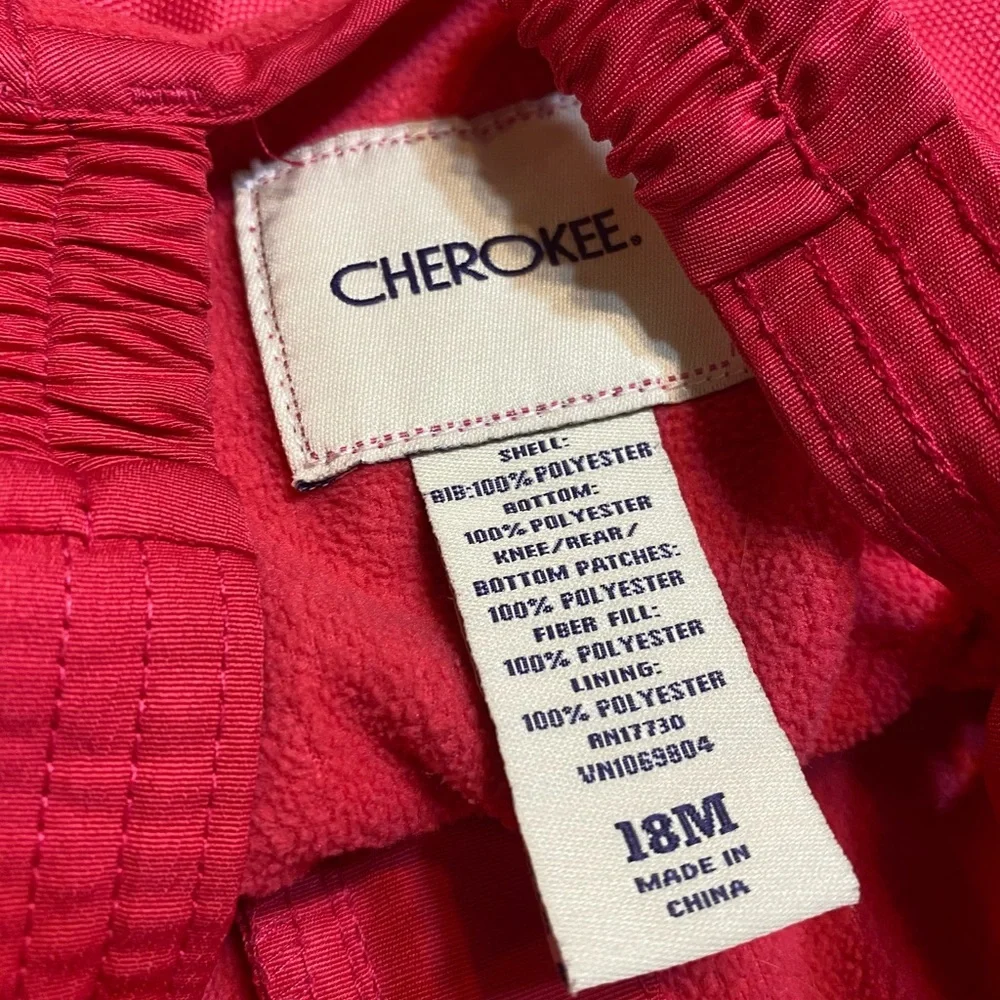 CHEROKEE.
SHELL:
BIB:100% POLYESTER
BOTTOM:
100% POLYESTER
KNEE/REAR/
BOTTOM PATCHES:
100% POLYESTER
FIBER FILL:
100% POLYESTER
LINING:
100% POLYESTER
RN17730
VN1069804
18M
MADE IN
CHINA